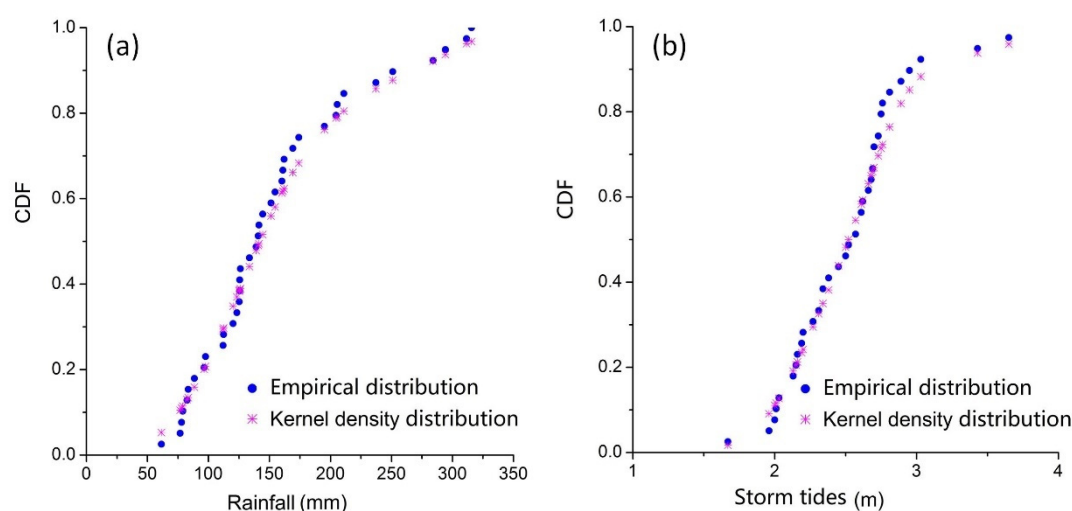 (a)
CDF
1.0
0.8
0.6
0.4
0.2
0.0
Empirical distribution
Kernel density distribution
0 50 100 150 200 250 300 350
Rainfall (mm)
(b)
CDF
1.0
0.8
0.6
0.4
0.2
0.0
Empirical distribution
Kernel density distribution
1 2 3 4
Storm tides (m)